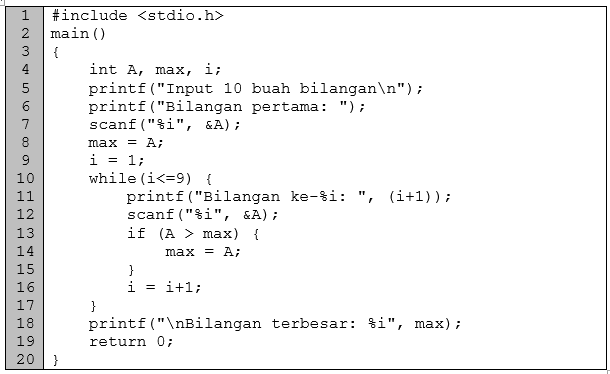 1 #include <stdio.h>
2 main()
3 {
4     int A, max, i;
5     printf("Input 10 buah bilangan\n");
6     printf("Bilangan pertama: ");
7     scanf("%i", &A);
8     max = A;
9     i = 1;
10     while(i<=9) {
11         printf("Bilangan ke-%i: ", (i+1));
12         scanf("%i", &A);
13         if (A > max) {
14             max = A;
15         }
16         i = i+1;
17     }
18     printf("\nBilangan terbesar: %i", max);
19     return 0;
20 }